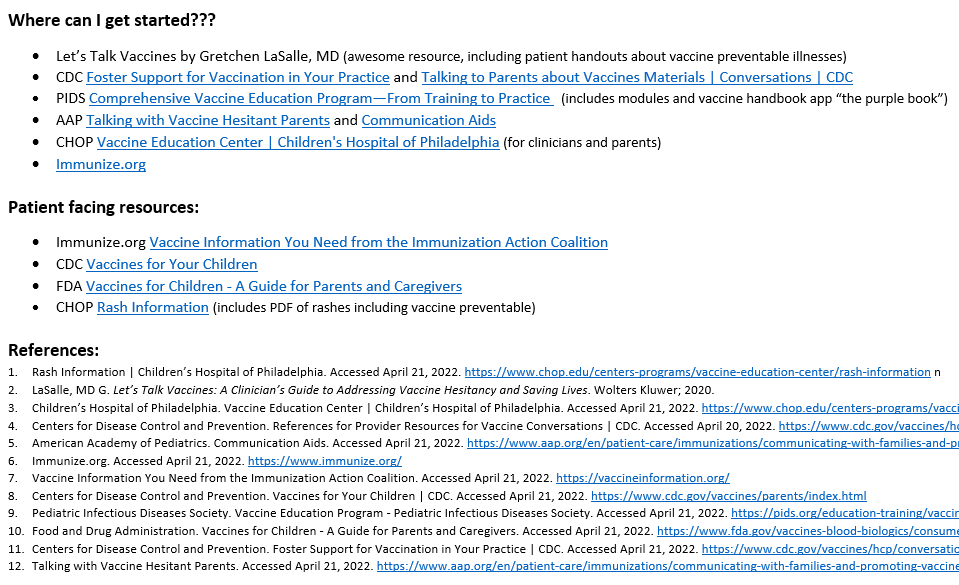 Where can I get started???
• Let's Talk Vaccines by Gretchen LaSalle, MD (awesome resource, including patient handouts about vaccine preventable illnesses)
• CDC Foster Support for Vaccination in Your Practice and Talking to Parents about Vaccines Materials | Conversations | CDC
• PIDS Comprehensive Vaccine Education Program—From Training to Practice (includes modules and vaccine handbook app “the purple book”)
• AAP Talking with Vaccine Hesitant Parents and Communication Aids
• CHOP Vaccine Education Center | Children's Hospital of Philadelphia (for clinicians and parents)
• Immunize.org
Patient facing resources:
• Immunize.org Vaccine Information You Need from the Immunization Action Coalition
• CDC Vaccines for Your Children
• FDA Vaccines for Children - A Guide for Parents and Caregivers
• CHOP Rash Information (includes PDF of rashes including vaccine preventable)
References:
1. Rash Information | Children’s Hospital of Philadelphia. Accessed April 21, 2022. https://www.chop.edu/centers-programs/vaccine-education-center/rash-information n
2. LaSalle, MD G. Let’s Talk Vaccines: A Clinician’s Guide to Addressing Vaccine Hesitancy and Saving Lives. Wolters Kluwer; 2020.
3. Children’s Hospital of Philadelphia. Vaccine Education Center | Children’s Hospital of Philadelphia. Accessed April 21, 2022. https://www.chop.edu/centers-programs/vacci
4. Centers for Disease Control and Prevention. References for Provider Resources for Vaccine Conversations | CDC. Accessed April 20, 2022. https://www.cdc.gov/vaccines/hc
5. American Academy of Pediatrics. Communication Aids. Accessed April 21, 2022. https://www.aap.org/en/patient-care/immunizations/communicating-with-families-and-pr
6. Immunize.org. Accessed April 21, 2022. https://www.immunize.org/
7. Vaccine Information You Need from the Immunization Action Coalition. Accessed April 21, 2022. https://vaccineinformation.org/
8. Centers for Disease Control and Prevention. Vaccines for Your Children | CDC. Accessed April 21, 2022. https://www.cdc.gov/vaccines/parents/index.html
9. Pediatric Infectious Diseases Society. Vaccine Education Program - Pediatric Infectious Diseases Society. Accessed April 21, 2022. https://pids.org/education-training/vaccin
10. Food and Drug Administration. Vaccines for Children - A Guide for Parents and Caregivers. Accessed April 21, 2022. https://www.fda.gov/vaccines-blood-biologics/consume
11. Centers for Disease Control and Prevention. Foster Support for Vaccination in Your Practice | CDC. Accessed April 21, 2022. https://www.cdc.gov/vaccines/hcp/conversatio
12. Talking with Vaccine Hesitant Parents. Accessed April 21, 2022. https://www.aap.org/en/patient-care/immunizations/communicating-with-families-and-promoting-vaccine